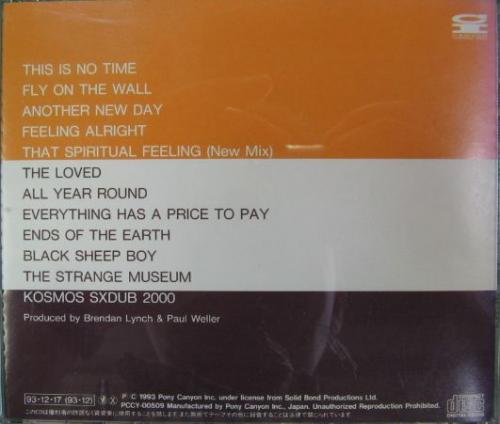 THIS IS NO TIME
FLY ON THE WALL
ANOTHER NEW DAY
FEELING ALRIGHT
THAT SPIRITUAL FEELING (New Mix)
THE LOVED
ALL YEAR ROUND
EVERYTHING HAS A PRICE TO PAY
ENDS OF THE EARTH
BLACK SHEEP BOY
THE STRANGE MUSEUM
KOSMOS SXDUB 2000
Produced by Brendan Lynch & Paul Weller
93·12·17 (93·12)
Ⓟ © 1993 Pony Canyon Inc. under license from Solid Bond Productions Ltd.
PCCY-00509 Manufactured by Pony Canyon Inc., Japan. Unauthorized Reproduction Prohibited.